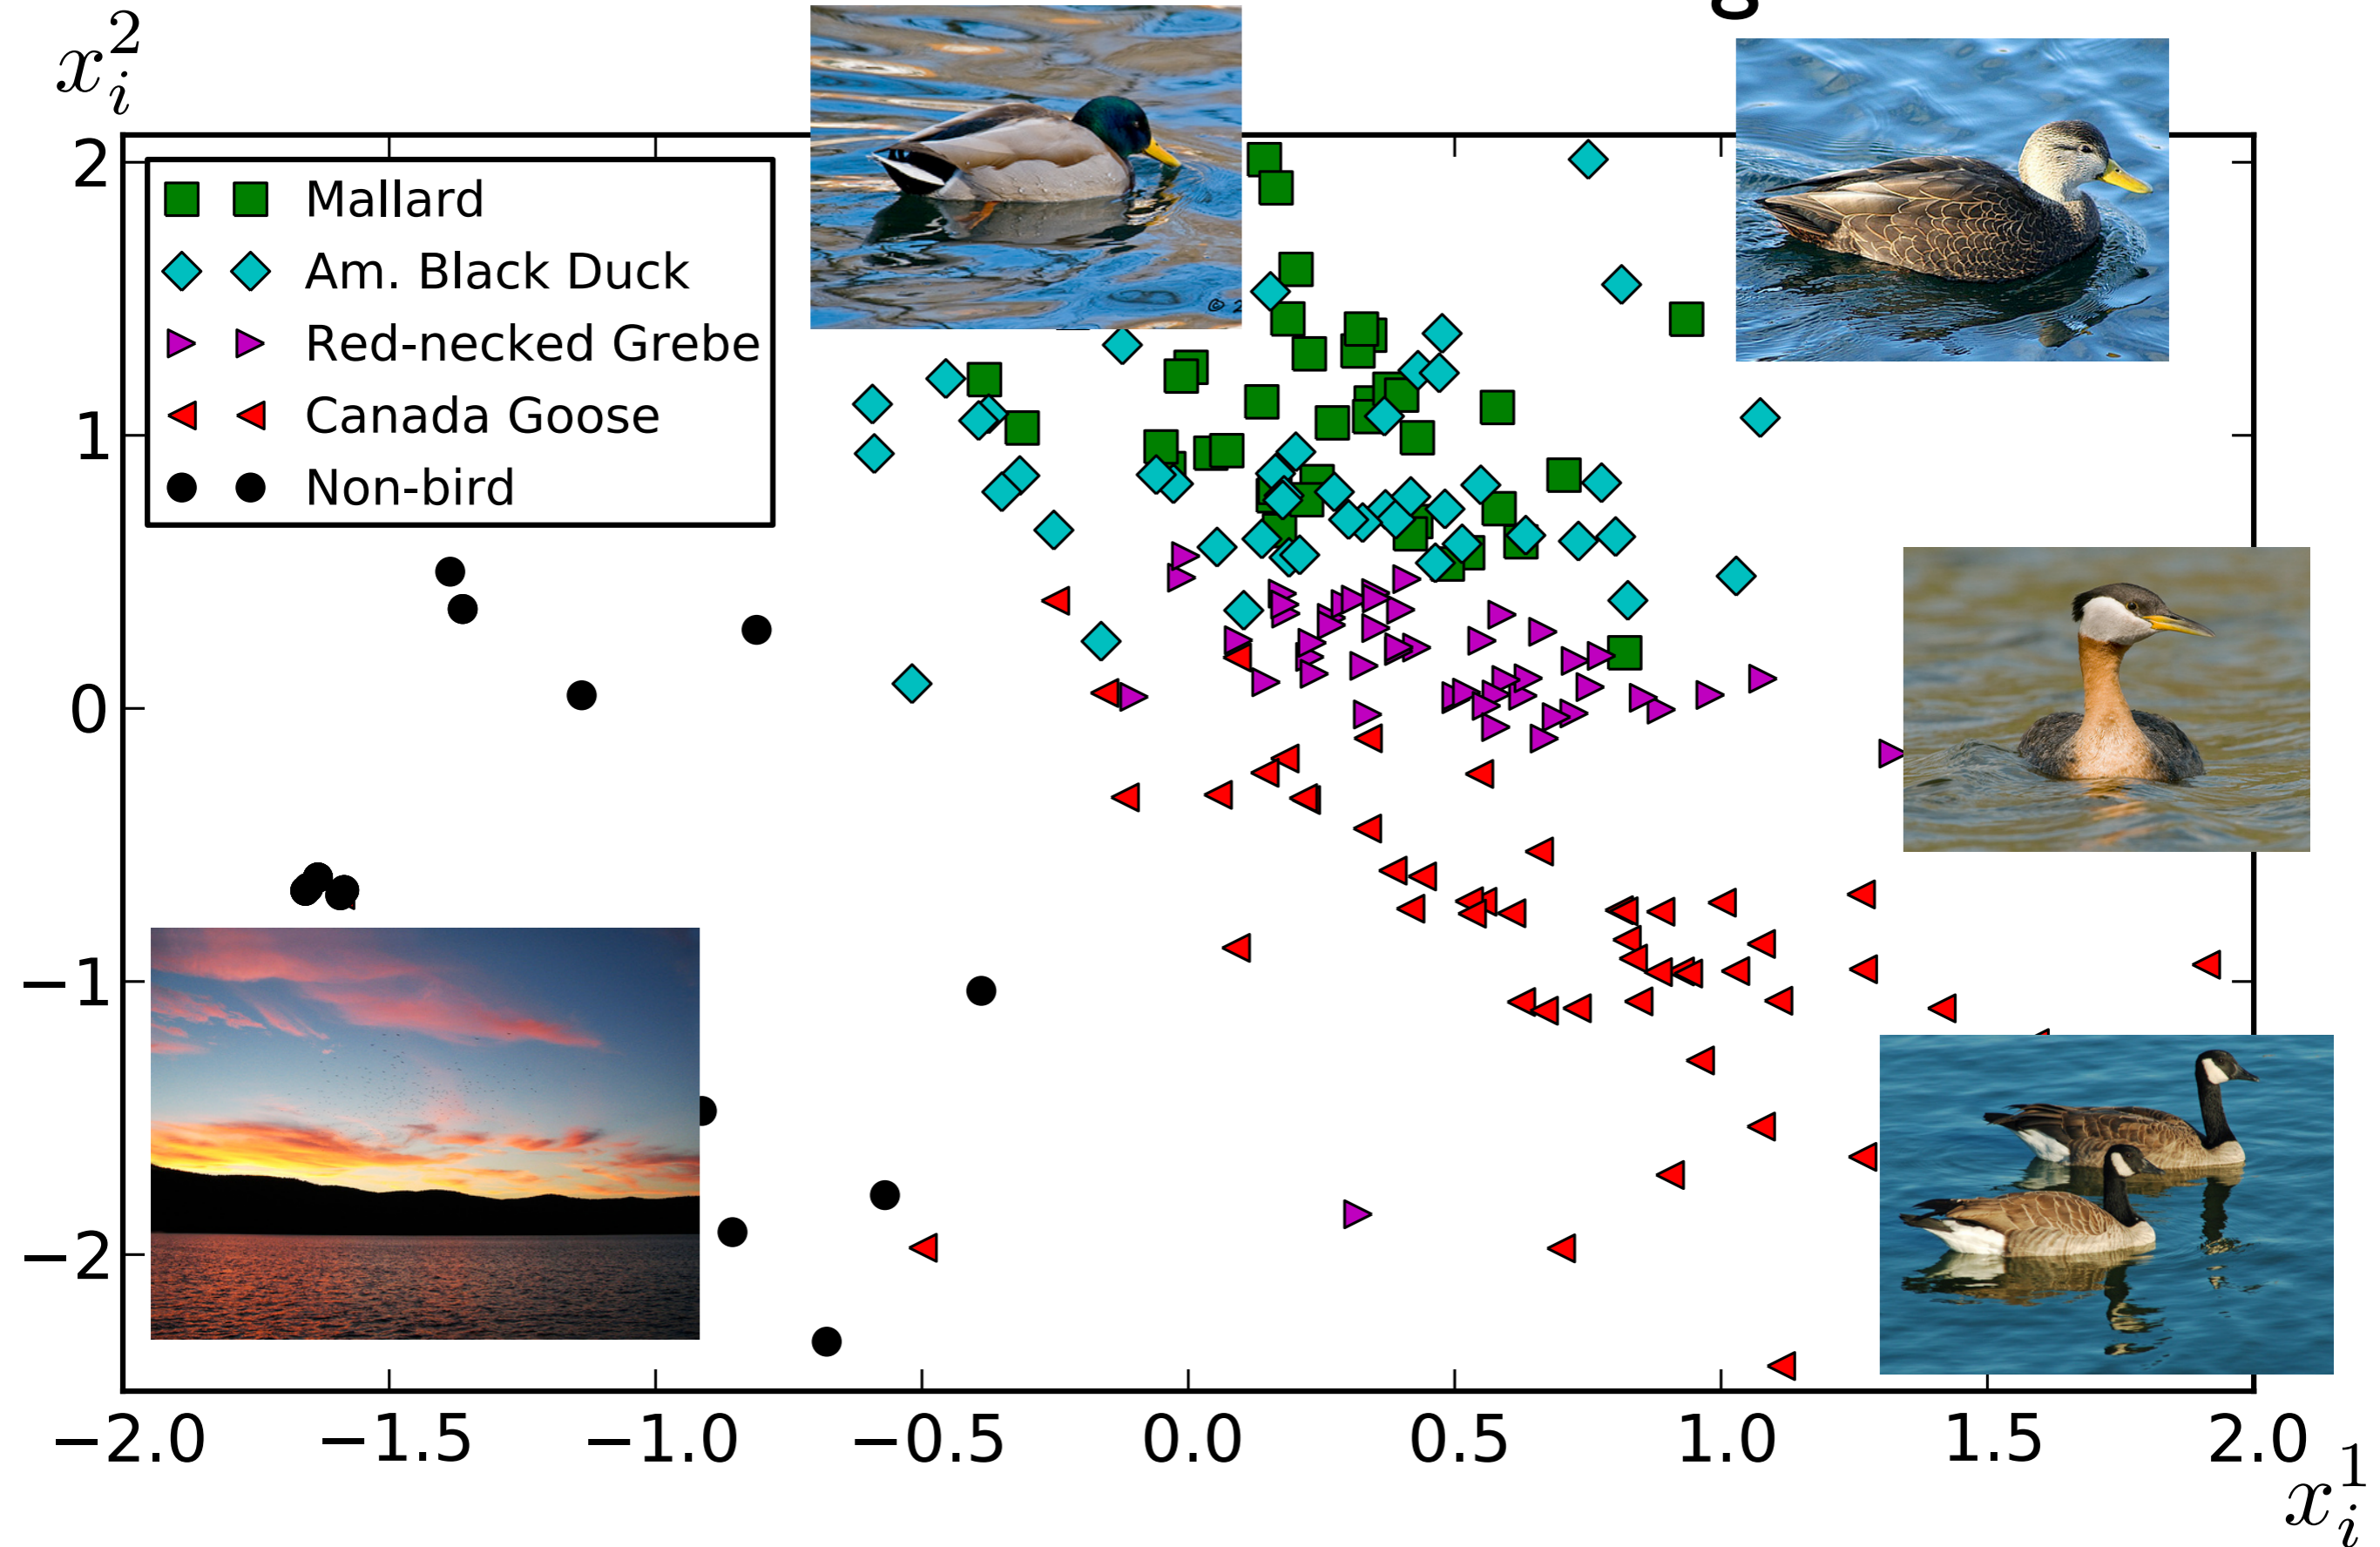 g
x_i^2
2
Mallard
Am. Black Duck
Red-necked Grebe
Canada Goose
Non-bird
1
0
−1
−2
© 2
−2.0 −1.5 −1.0 −0.5 0.0 0.5 1.0 1.5 2.0
x_i^1